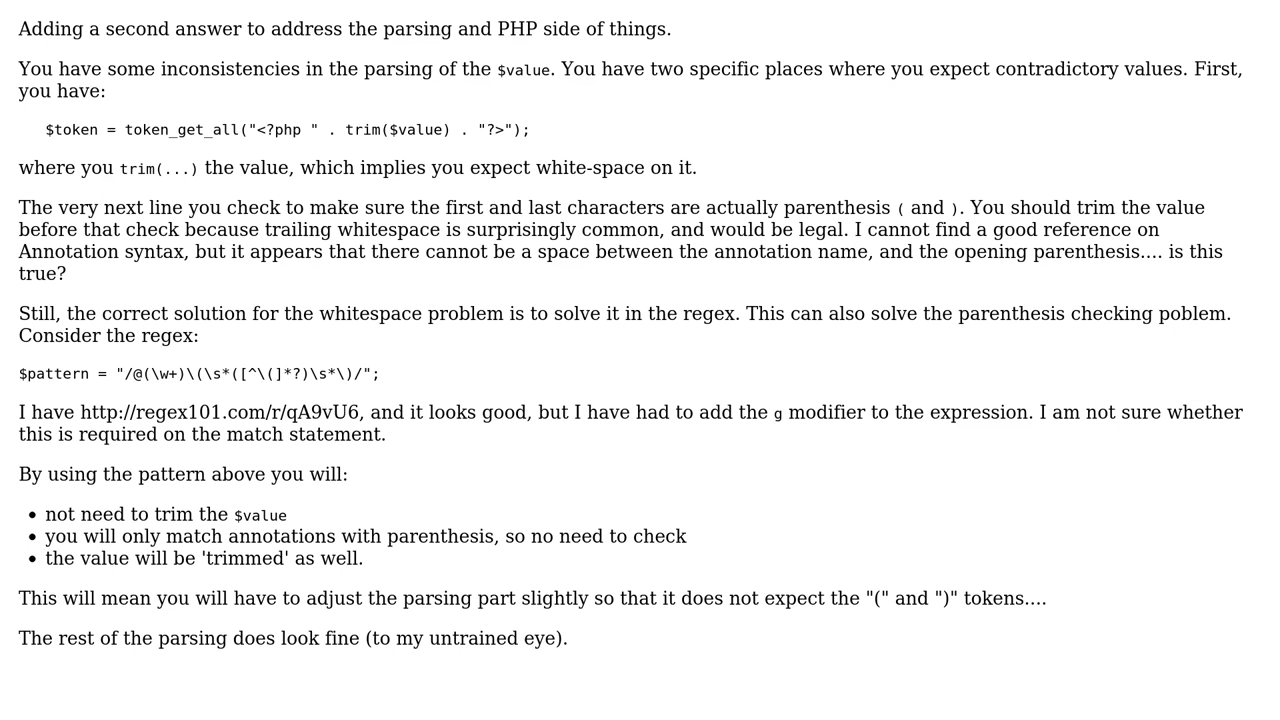 Adding a second answer to address the parsing and PHP side of things.
You have some inconsistencies in the parsing of the $value. You have two specific places where you expect contradictory values. First,
you have:
$token = token_get_all("<?php " . trim($value) . "?>");
where you trim(...) the value, which implies you expect white-space on it.
The very next line you check to make sure the first and last characters are actually parenthesis ( and ). You should trim the value
before that check because trailing whitespace is surprisingly common, and would be legal. I cannot find a good reference on
Annotation syntax, but it appears that there cannot be a space between the annotation name, and the opening parenthesis.... is this
true?
Still, the correct solution for the whitespace problem is to solve it in the regex. This can also solve the parenthesis checking poblem.
Consider the regex:
$pattern = "/@(\w+)\(\s*([^\(]*?)\s*\)/";
I have http://regex101.com/r/qA9vU6, and it looks good, but I have had to add the g modifier to the expression. I am not sure whether
this is required on the match statement.
By using the pattern above you will:
• not need to trim the $value
• you will only match annotations with parenthesis, so no need to check
• the value will be 'trimmed' as well.
This will mean you will have to adjust the parsing part slightly so that it does not expect the "(" and ")" tokens....
The rest of the parsing does look fine (to my untrained eye).